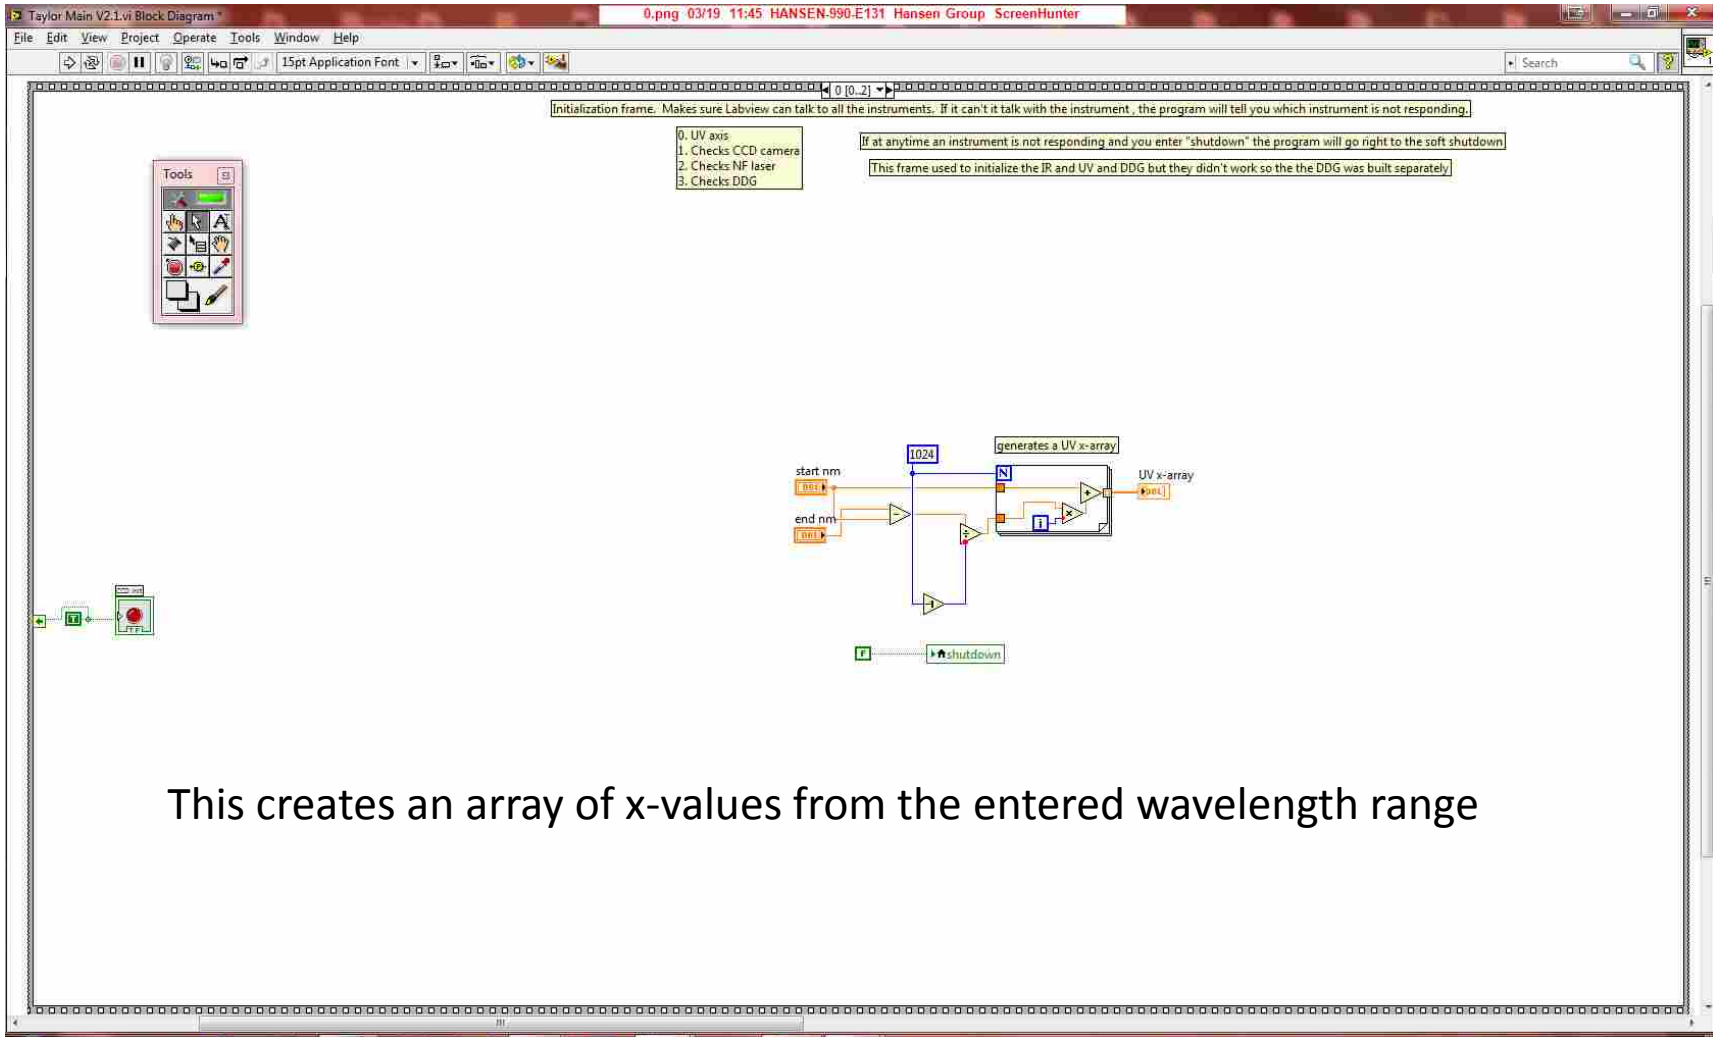 Taylor Main V2.1.vi Block Diagram *
0.png 03/19 11:45 HANSEN-990-E131 Hansen Group ScreenHunter
File Edit View Project Operate Tools Window Help
15pt Application Font
Search
0 [0..2]
Initialization frame. Makes sure Labview can talk to all the instruments. If it can't it talk with the instrument , the program will tell you which instrument is not responding.
0. UV axis
1. Checks CCD camera
2. Checks NF laser
3. Checks DDG
If at anytime an instrument is not responding and you enter "shutdown" the program will go right to the soft shutdown
This frame used to initialize the IR and UV and DDG but they didn't work so the the DDG was built separately
Tools
1024
generates a UV x-array
N
start nm
DBL
UV x-array
DBL
end nm
DBL
i
T
TF
F
shutdown
This creates an array of x-values from the entered wavelength range